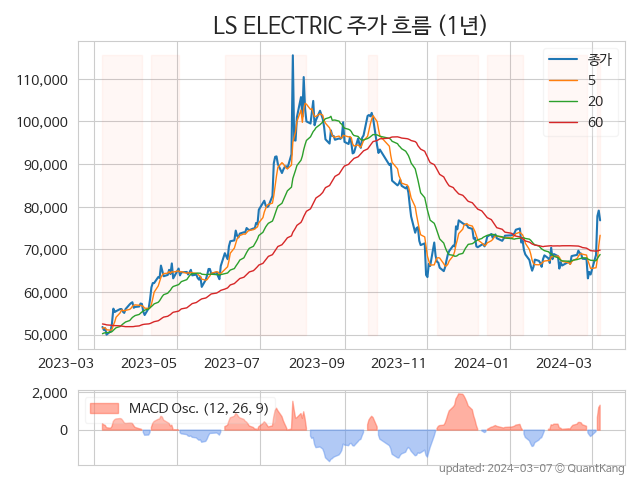 LS ELECTRIC 주가 흐름 (1년)
종가
5
20
60
110,000
100,000
90,000
80,000
70,000
60,000
50,000
2023-03 2023-05 2023-07 2023-09 2023-11 2024-01 2024-03
2,000
0
MACD Osc. (12, 26, 9)
updated: 2024-03-07 © QuantKang